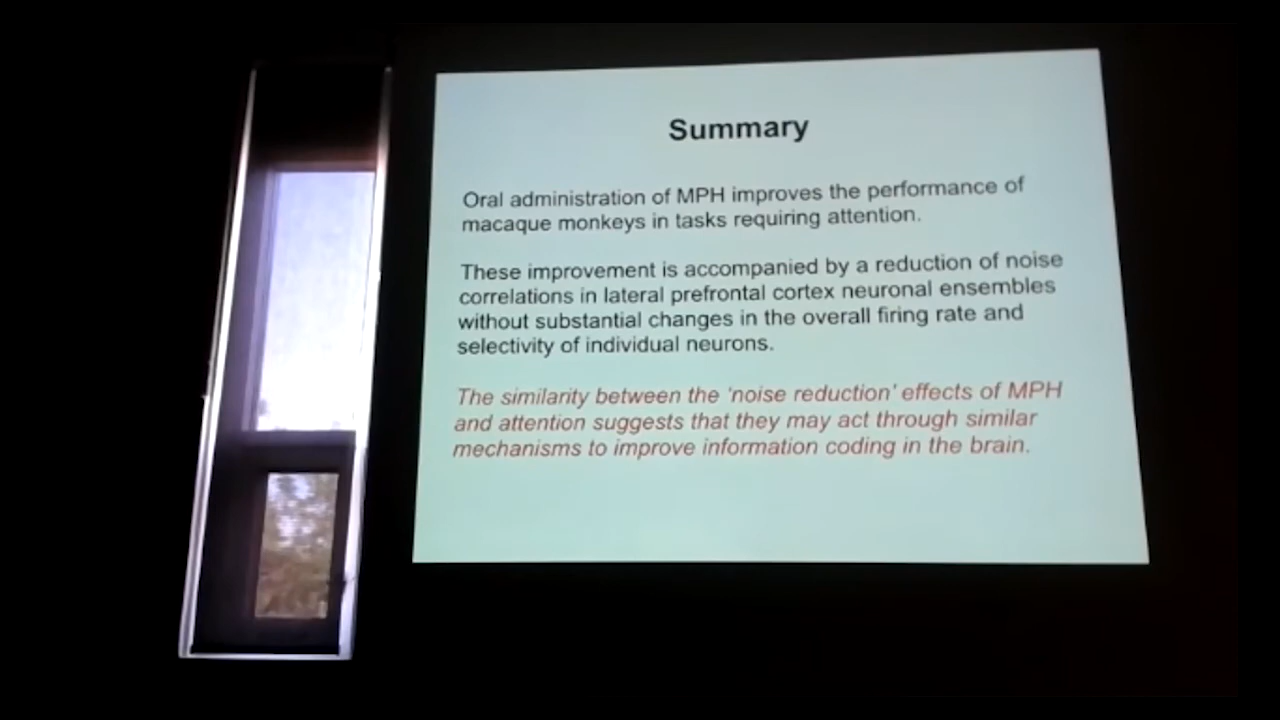 Summary
Oral administration of MPH improves the performance of
macaque monkeys in tasks requiring attention.
These improvement is accompanied by a reduction of noise
correlations in lateral prefrontal cortex neuronal ensembles
without substantial changes in the overall firing rate and
selectivity of individual neurons.
The similarity between the 'noise reduction' effects of MPH
and attention suggests that they may act through similar
mechanisms to improve information coding in the brain.